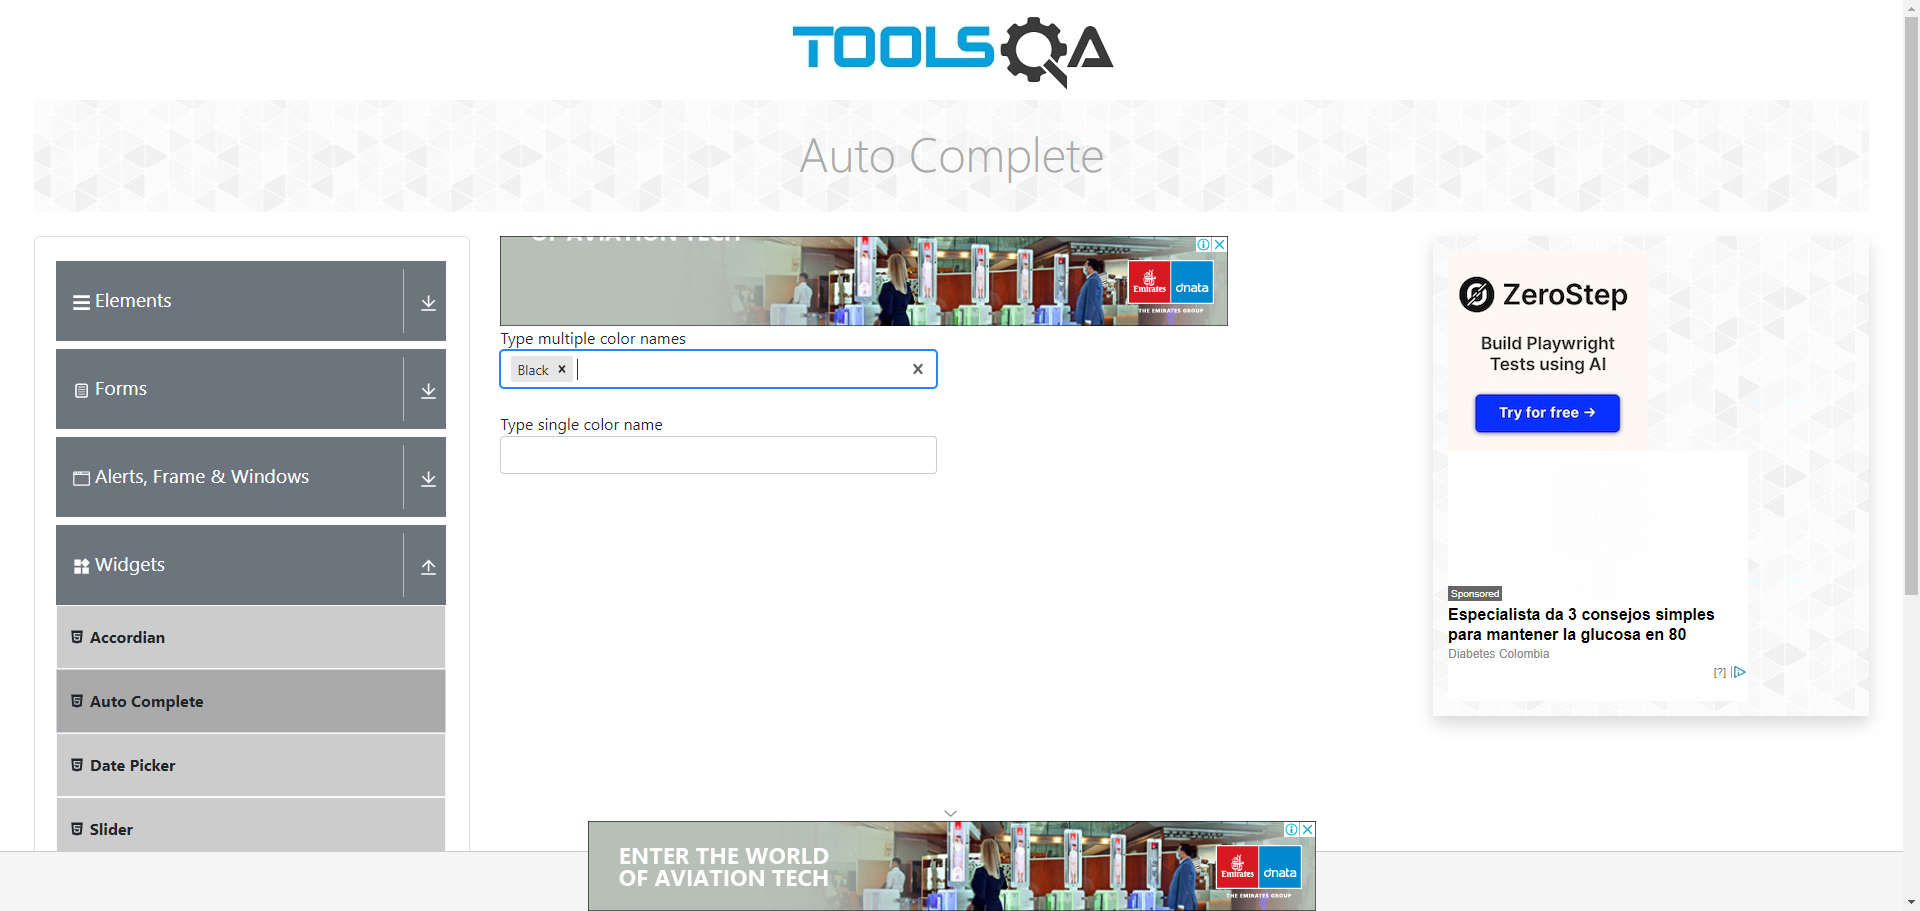 TOOLSQA
Auto Complete
Elements
Forms
Alerts, Frame & Windows
Widgets
Accordian
Auto Complete
Date Picker
Slider
OF AVIATION TECH
Emirates
dnata
THE EMIRATES GROUP
Type multiple color names
Black
Type single color name
ZeroStep
Build Playwright
Tests using AI
Try for free →
Sponsored
Especialista da 3 consejos simples
para mantener la glucosa en 80
Diabetes Colombia
[?]
ENTER THE WORLD
OF AVIATION TECH
Emirates
dnata
THE EMIRATES GROUP